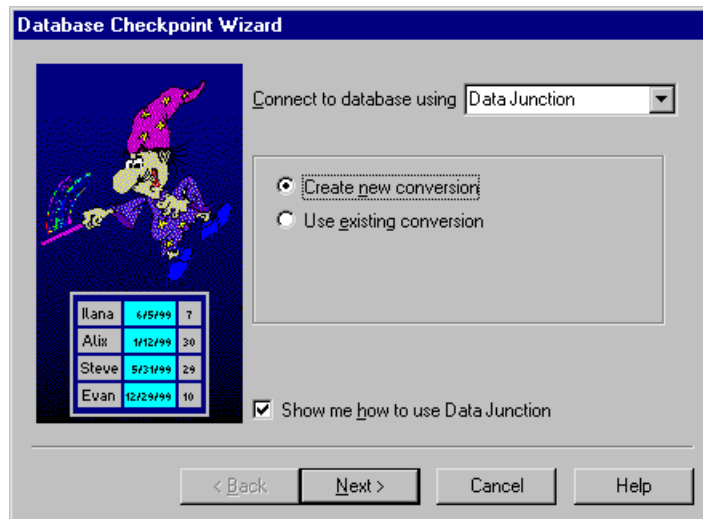 Database Checkpoint Wizard
Connect to database using Data Junction
Create new conversion
Use existing conversion
Ilana 6/5/99 7
Alix 1/12/99 30
Steve 5/31/99 29
Evan 12/29/99 10
Show me how to use Data Junction
< Back Next > Cancel Help